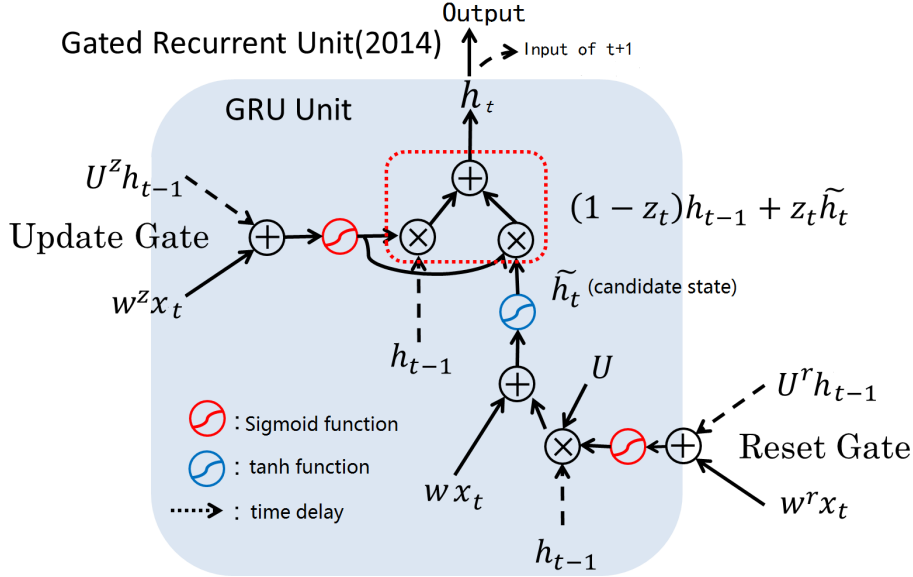 Output
Gated Recurrent Unit(2014)
Input of t+1
h_t
GRU Unit
U^z h_{t-1}
(1 − z_t)h_{t-1} + z_t h̃_t
Update Gate
w^z x_t
h̃_t (candidate state)
h_{t-1}
U
U^r h_{t-1}
: Sigmoid function
Reset Gate
: tanh function
w x_t
w^r x_t
: time delay
h_{t-1}